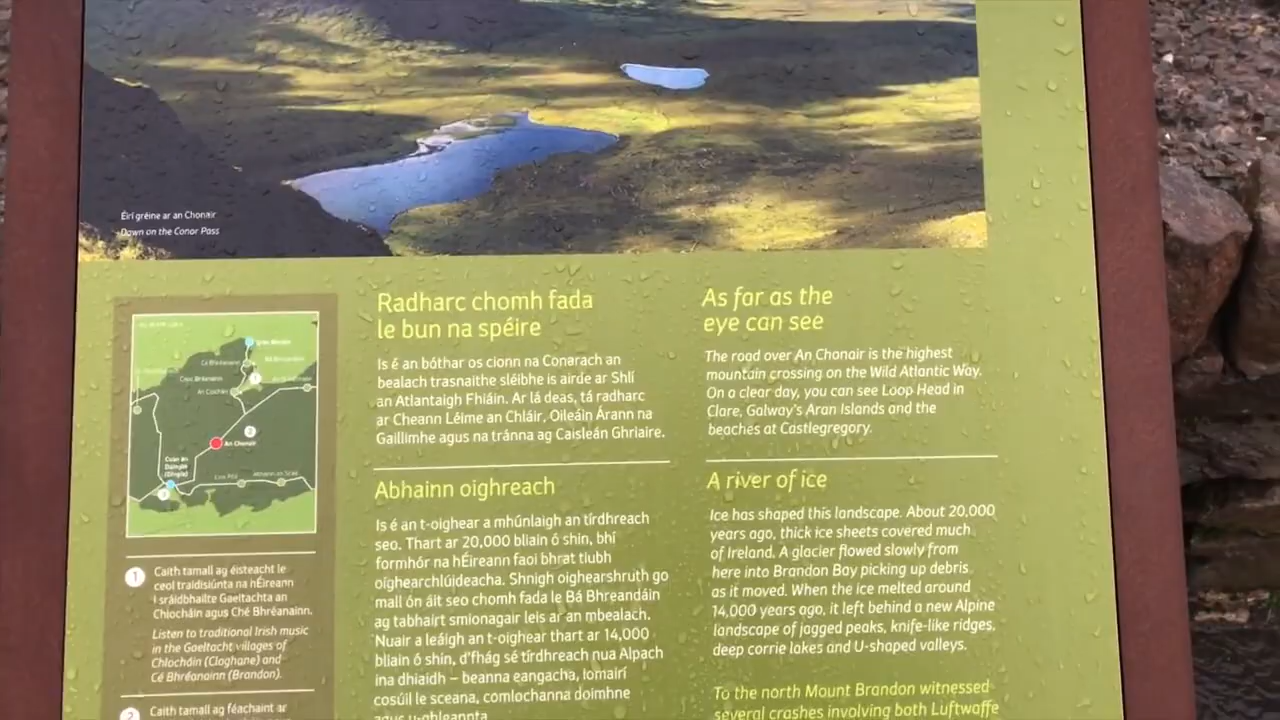 Éirí gréine ar an Chonair
Dawn on the Conor Pass
Radharc chomh fada
le bun na spéire
Is é an bóthar os cionn na Conarach an
bealach trasnaithe sléibhe is airde ar Shlí
an Atlantaigh Fhiáin. Ar lá deas, tá radharc
ar Cheann Léime an Chláir, Oileáin Árann na
Gaillimhe agus na tránna ag Caisleán Ghriaire.
Abhainn oighreach
Is é an t-oighear a mhúnlaigh an tírdhreach
seo. Thart ar 20,000 bliain ó shin, bhí
formhór na hÉireann faoi bhrat tiubh
oighearchlúideacha. Shnigh oighearshruth go
mall ón áit seo chomh fada le Bá Bhreandáin
ag tabhairt smionagair leis ar an mbealach.
Nuair a leáigh an t-oighear thart ar 14,000
bliain ó shin, d'fhág sé tírdhreach nua Alpach
ina dhiaidh – beanna eangacha, iomairí
cosúil le sceana, comlochanna doimhne
agus u-ghleannta
As far as the
eye can see
The road over An Chonair is the highest
mountain crossing on the Wild Atlantic Way.
On a clear day, you can see Loop Head in
Clare, Galway's Aran Islands and the
beaches at Castlegregory.
A river of ice
Ice has shaped this landscape. About 20,000
years ago, thick ice sheets covered much
of Ireland. A glacier flowed slowly from
here into Brandon Bay picking up debris
as it moved. When the ice melted around
14,000 years ago, it left behind a new Alpine
landscape of jagged peaks, knife-like ridges,
deep corrie lakes and U-shaped valleys.
To the north Mount Brandon witnessed
several crashes involving both Luftwaffe
An Chonair
Cuan an
Daingin
(Dingle)
1
2
3
1 Caith tamall ag éisteacht le
ceol traidisiúnta na hÉireann
i sráidbhailte Gaeltachta an
Chlocháin agus Ché Bhréanainn.
Listen to traditional Irish music
in the Gaeltacht villages of
Chlochóin (Cloghane) and
Cé Bhréanainn (Brandon).
2 Caith tamall ag féachaint ar